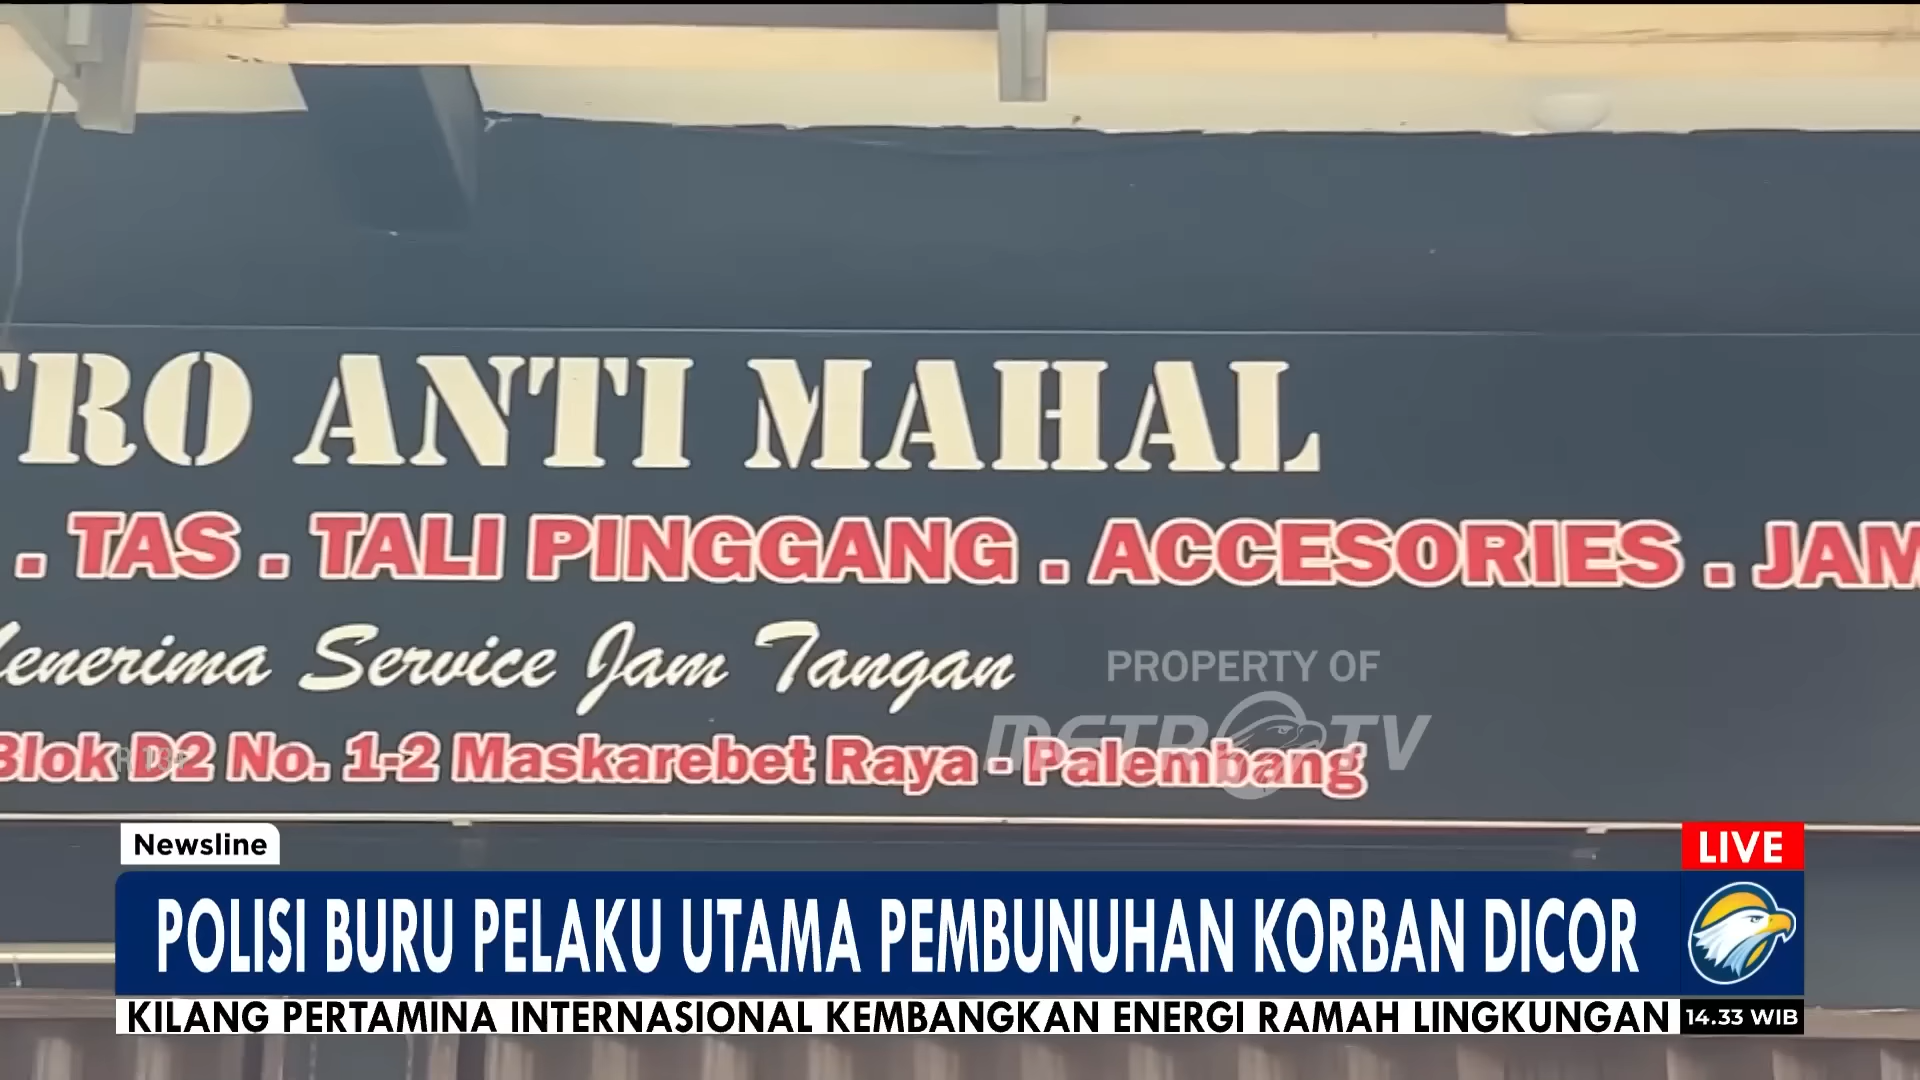 TRO ANTI MAHAL
. TAS . TALI PINGGANG . ACCESORIES . JAM
Menerima Service Jam Tangan
PROPERTY OF
METRO TV
Blok D2 No. 1-2 Maskarebet Raya - Palembang
R 13+
Newsline
LIVE
POLISI BURU PELAKU UTAMA PEMBUNUHAN KORBAN DICOR
KILANG PERTAMINA INTERNASIONAL KEMBANGKAN ENERGI RAMAH LINGKUNGAN
14.33 WIB